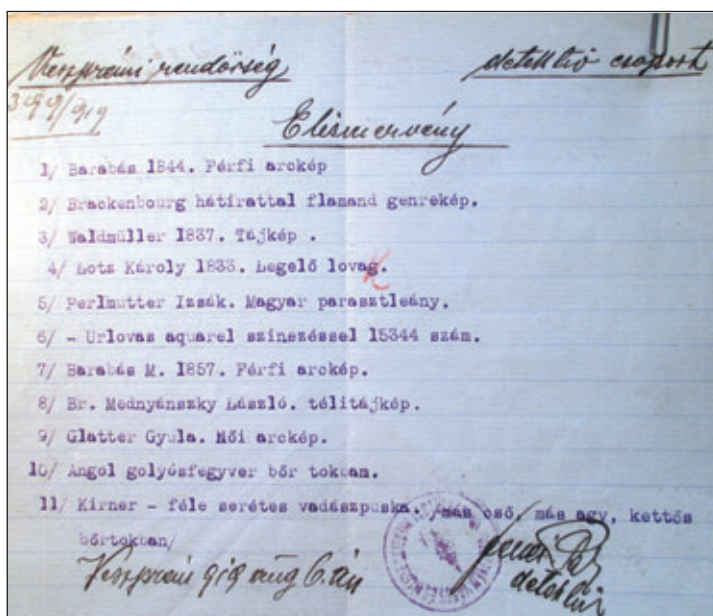 Veszprémi rendőrség detektiv csoport
399/919
Elismervény
1/ Barabás 1844. Férfi arckép
2/ Brackenbourg hátirattal flamand genrekép.
3/ Waldmüller 1837. Tájkép .
4/ Lotz Károly 1833. Legelő lovag.
5/ Perlmutter Izsák. Magyar parasztleány.
6/ - Urlovas aquarel szinezéssel 15344 szám.
7/ Barabás M. 1857. Férfi arckép.
8/ Br. Mednyánszky László. télitájkép.
9/ Glatter Gyula. Női arckép.
10/ Angol golyósfegyver bőr tokban.
11/ Kirner - féle serétes vadászpuska. /más cső, más agy, kettős
bőrtokban/
Veszprém 919 aug 6.án
detektiv